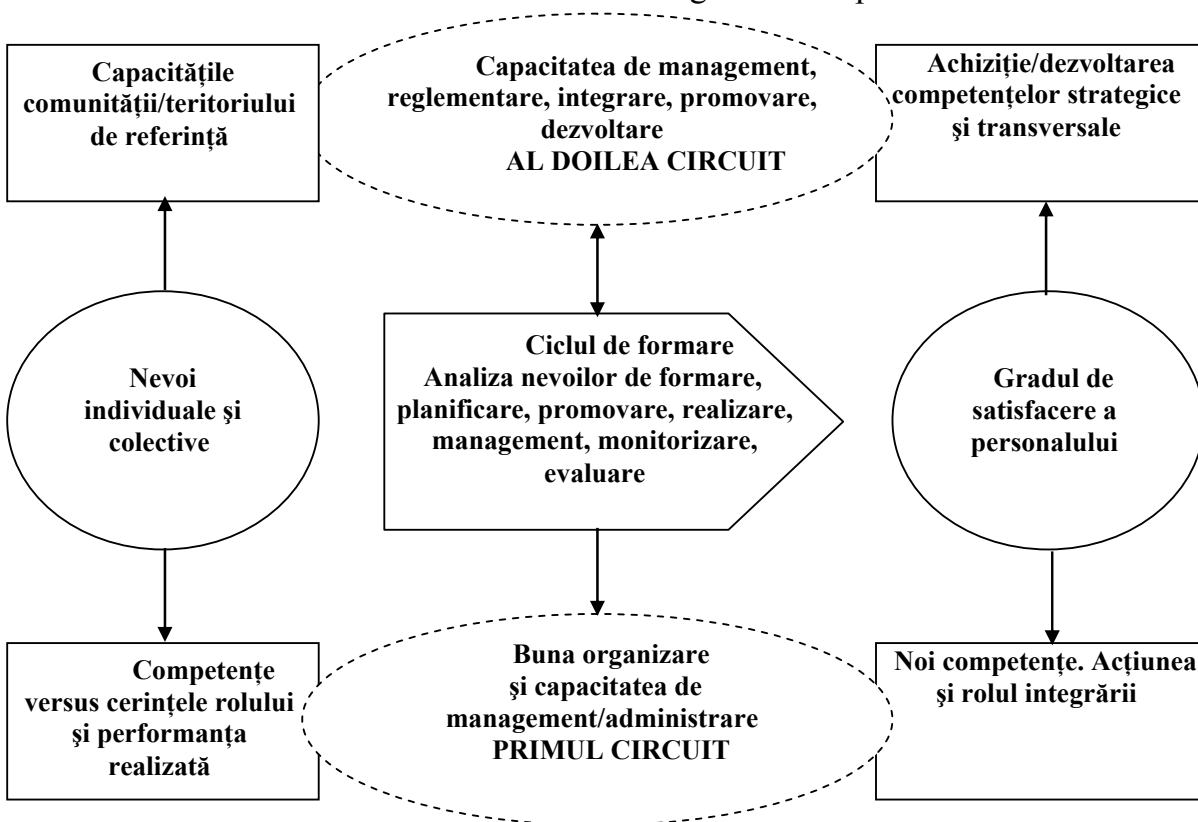 Capacitățile
comunității/teritoriului
de referință
Capacitatea de management,
reglementare, integrare, promovare,
dezvoltare
AL DOILEA CIRCUIT
Achiziție/dezvoltarea
competențelor strategice
şi transversale
Nevoi
individuale şi
colective
Ciclul de formare
Analiza nevoilor de formare,
planificare, promovare, realizare,
management, monitorizare,
evaluare
Gradul de
satisfacere a
personalului
Competențe
versus cerințele rolului
şi performanța
realizată
Buna organizare
şi capacitatea de
management/administrare
PRIMUL CIRCUIT
Noi competențe. Acțiunea
şi rolul integrării